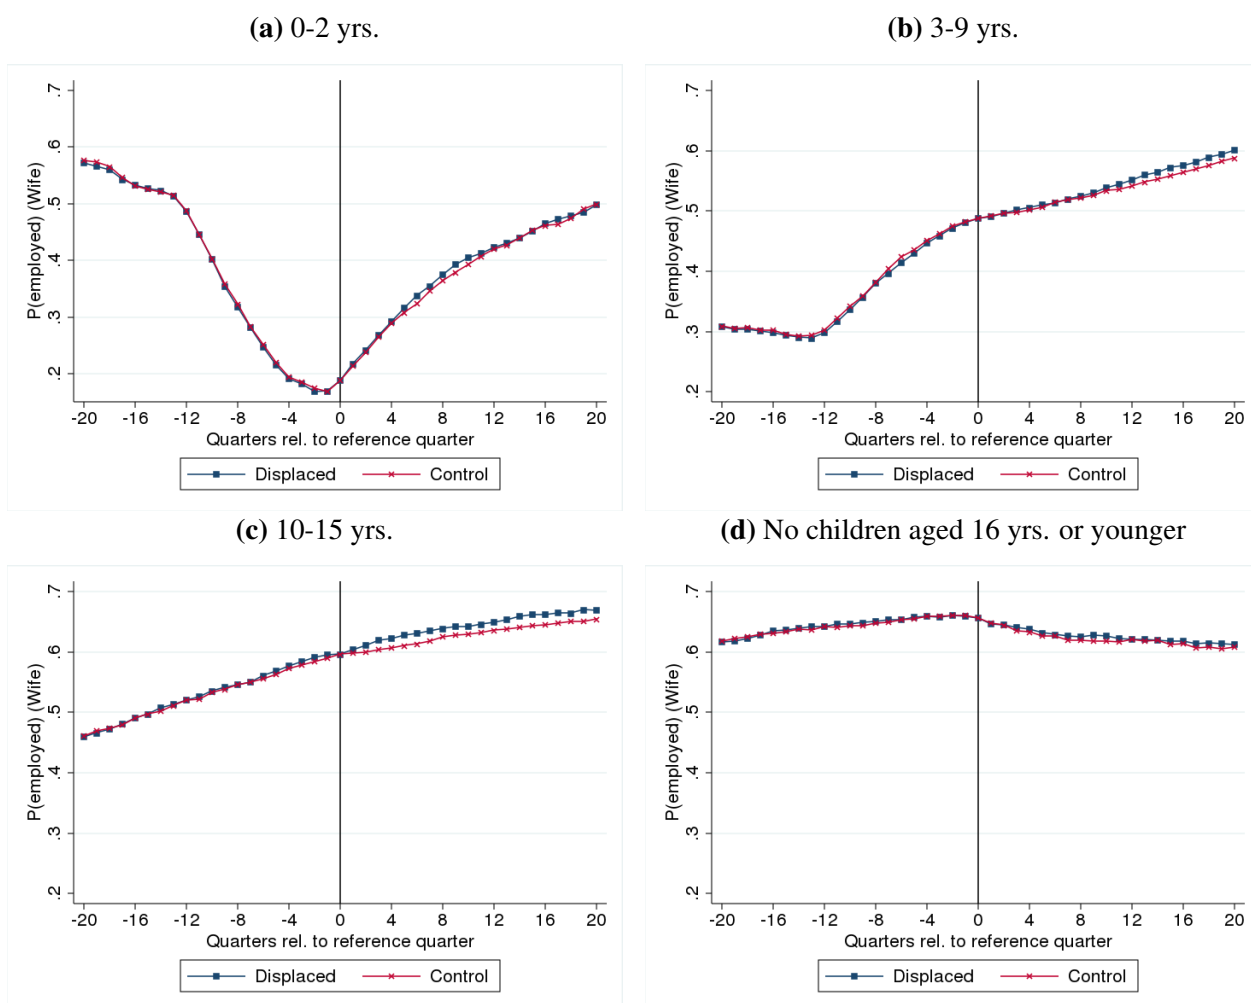 (a) 0-2 yrs.
P(employed) (Wife)
.7
.6
.5
.4
.3
.2
-20 -16 -12 -8 -4 0 4 8 12 16 20
Quarters rel. to reference quarter
Displaced Control
(b) 3-9 yrs.
P(employed) (Wife)
.7
.6
.5
.4
.3
.2
-20 -16 -12 -8 -4 0 4 8 12 16 20
Quarters rel. to reference quarter
Displaced Control
(c) 10-15 yrs.
P(employed) (Wife)
.7
.6
.5
.4
.3
.2
-20 -16 -12 -8 -4 0 4 8 12 16 20
Quarters rel. to reference quarter
Displaced Control
(d) No children aged 16 yrs. or younger
P(employed) (Wife)
.7
.6
.5
.4
.3
.2
-20 -16 -12 -8 -4 0 4 8 12 16 20
Quarters rel. to reference quarter
Displaced Control